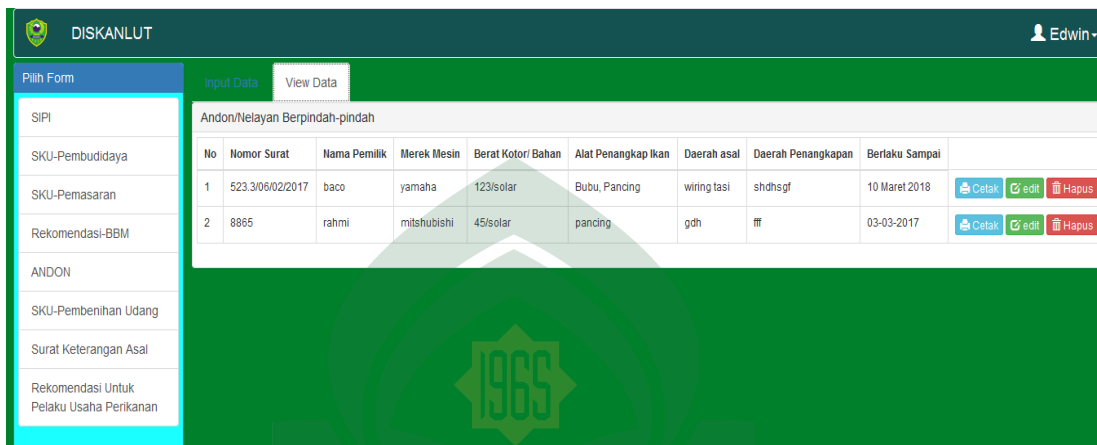 DISKANLUT
Edwin
Pilih Form
SIPI
SKU-Pembudidaya
SKU-Pemasaran
Rekomendasi-BBM
ANDON
SKU-Pembenihan Udang
Surat Keterangan Asal
Rekomendasi Untuk
Pelaku Usaha Perikanan
Input Data View Data
Andon/Nelayan Berpindah-pindah
No Nomor Surat Nama Pemilik Merek Mesin Berat Kotor/ Bahan Alat Penangkap Ikan Daerah asal Daerah Penangkapan Berlaku Sampai
1 523.3/06/02/2017 baco yamaha 123/solar Bubu, Pancing wiring tasi shdhsgf 10 Maret 2018 Cetak edit Hapus
2 8865 rahmi mitshubishi 45/solar pancing gdh fff 03-03-2017 Cetak edit Hapus
1965